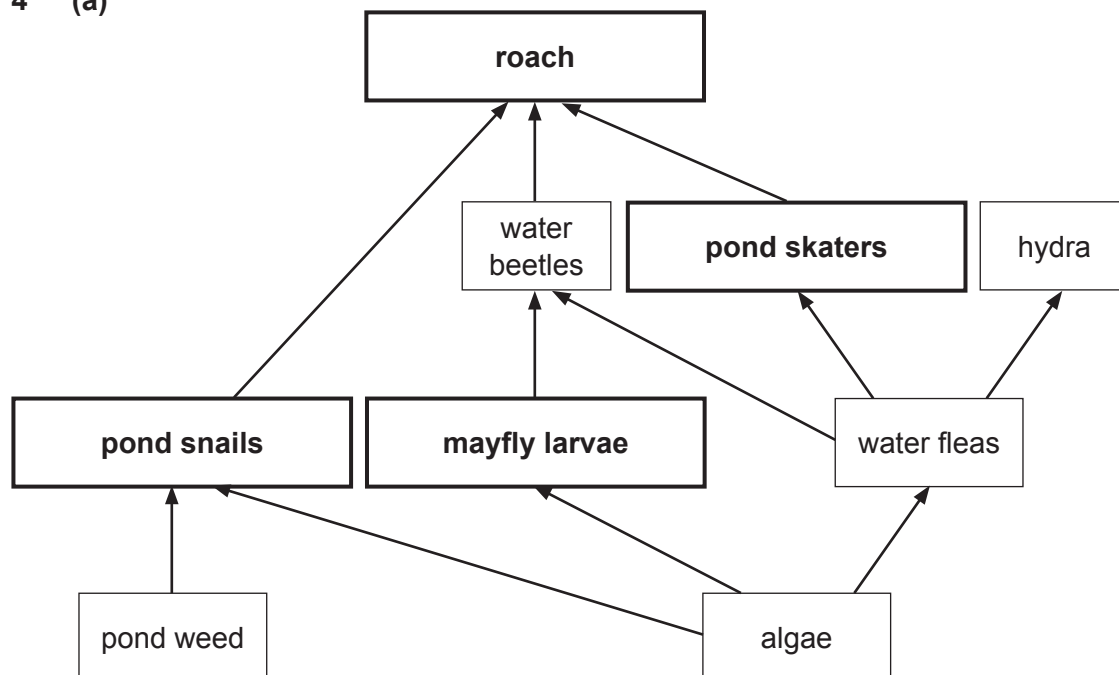 4 (a)
roach
water
beetles
pond skaters
hydra
pond snails
mayfly larvae
water fleas
pond weed
algae